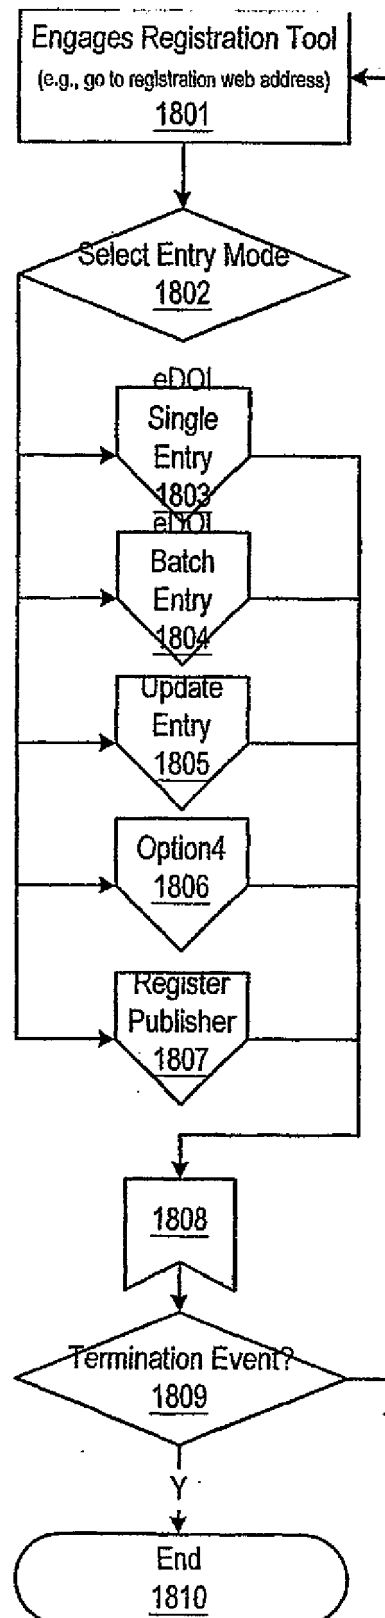 Engages Registration Tool
(e.g., go to registration web address)
1801
Select Entry Mode
1802
eDOI
Single
Entry
1803
eDOI
Batch
Entry
1804
Update
Entry
1805
Option4
1806
Register
Publisher
1807
1808
Termination Event?
1809
Y
End
1810